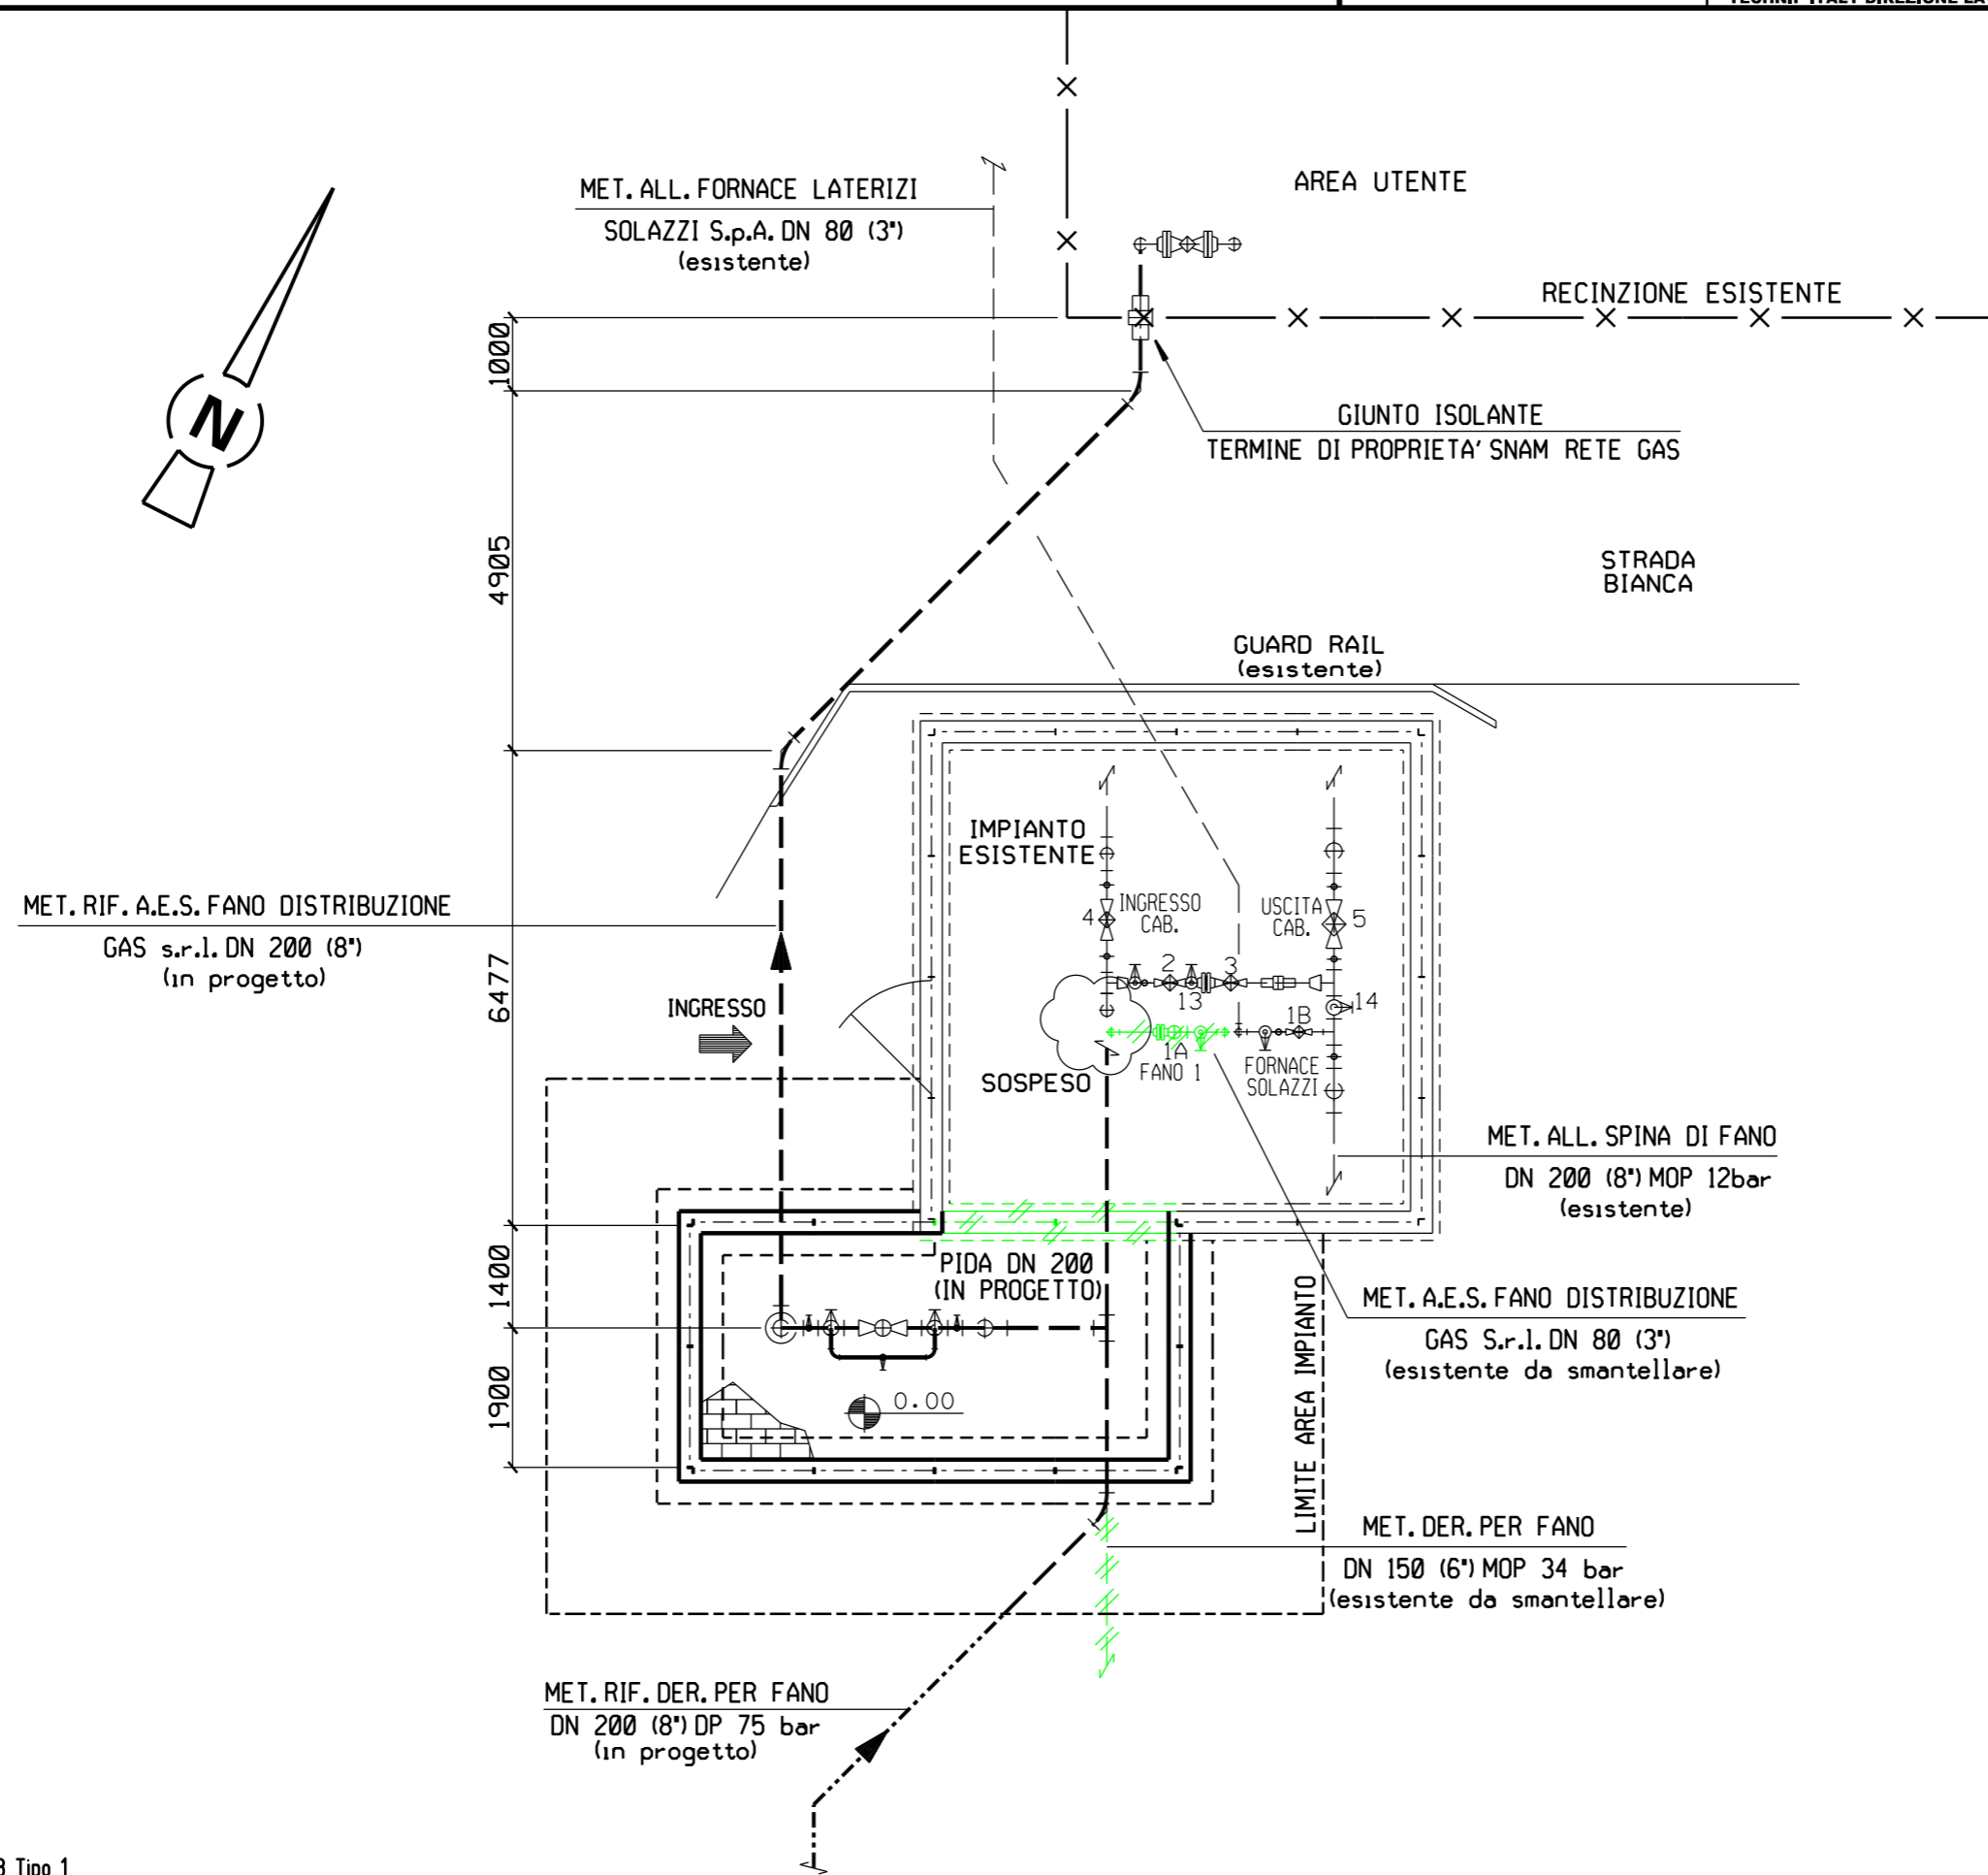 MET. ALL. FORNACE LATERIZI
SOLAZZI S.p.A. DN 80 (3")
(esistente)
AREA UTENTE
RECINZIONE ESISTENTE
1000
N
GIUNTO ISOLANTE
TERMINE DI PROPRIETA' SNAM RETE GAS
4905
STRADA
BIANCA
GUARD RAIL
(esistente)
IMPIANTO
ESISTENTE
MET. RIF. A.E.S. FANO DISTRIBUZIONE
GAS s.r.l. DN 200 (8")
(in progetto)
4
INGRESSO
CAB.
USCITA
CAB.
5
6477
INGRESSO
2
3
13
14
1B
1A
FANO 1
FORNACE
SOLAZZI
SOSPESO
MET. ALL. SPINA DI FANO
DN 200 (8") MOP 12bar
(esistente)
1400
PIDA DN 200
(IN PROGETTO)
LIMITE AREA IMPIANTO
MET. A.E.S. FANO DISTRIBUZIONE
GAS S.r.l. DN 80 (3")
(esistente da smantellare)
1900
0.00
MET. DER. PER FANO
DN 150 (6") MOP 34 bar
(esistente da smantellare)
MET. RIF. DER. PER FANO
DN 200 (8") DP 75 bar
(in progetto)
Tipo 1